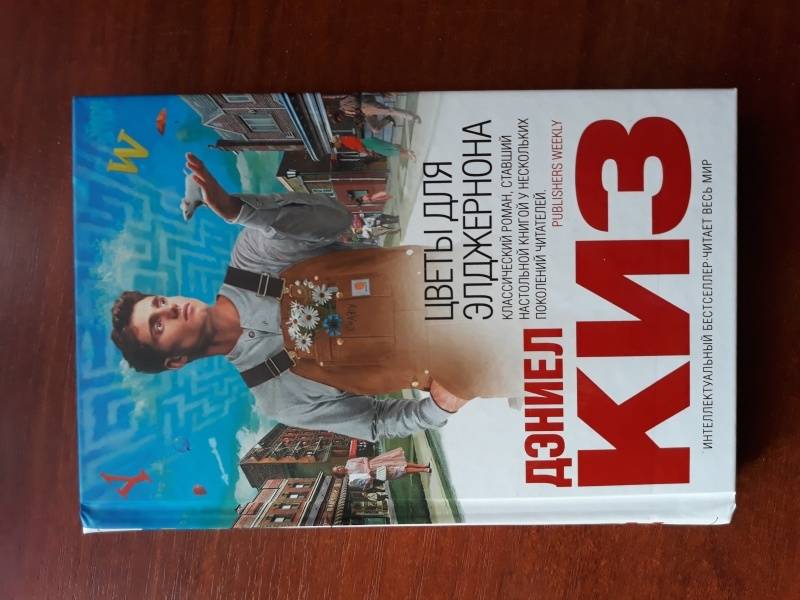 W
Y
ЦВЕТЫ ДЛЯ
ЭЛДЖЕРНОНА
КЛАССИЧЕСКИЙ РОМАН, СТАВШИЙ
НАСТОЛЬНОЙ КНИГОЙ У НЕСКОЛЬКИХ
ПОКОЛЕНИЙ ЧИТАТЕЛЕЙ.
PUBLISHERS WEEKLY
ДЭНИЕЛ
КИЗ
ИНТЕЛЛЕКТУАЛЬНЫЙ БЕСТСЕЛЛЕР·ЧИТАЕТ ВЕСЬ МИР